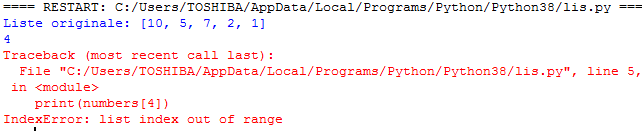 ==== RESTART: C:/Users/TOSHIBA/AppData/Local/Programs/Python/Python38/lis.py ===
Liste originale: [10, 5, 7, 2, 1]
4
Traceback (most recent call last):
  File "C:/Users/TOSHIBA/AppData/Local/Programs/Python/Python38/lis.py", line 5,
 in <module>
    print(numbers[4])
IndexError: list index out of range